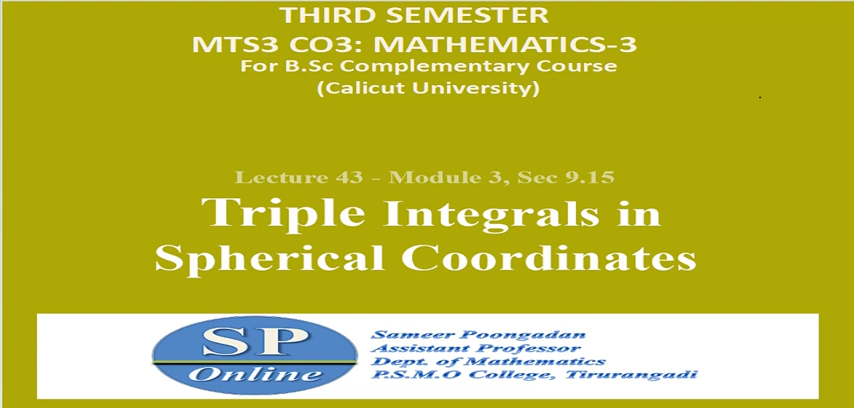 THIRD SEMESTER
MTS3 CO3: MATHEMATICS-3
For B.Sc Complementary Course
(Calicut University)
Lecture 43 - Module 3, Sec 9.15
Triple Integrals in
Spherical Coordinates
SP
Online
Sameer Poongadan
Assistant Professor
Dept. of Mathematics
P.S.M.O College, Tirurangadi